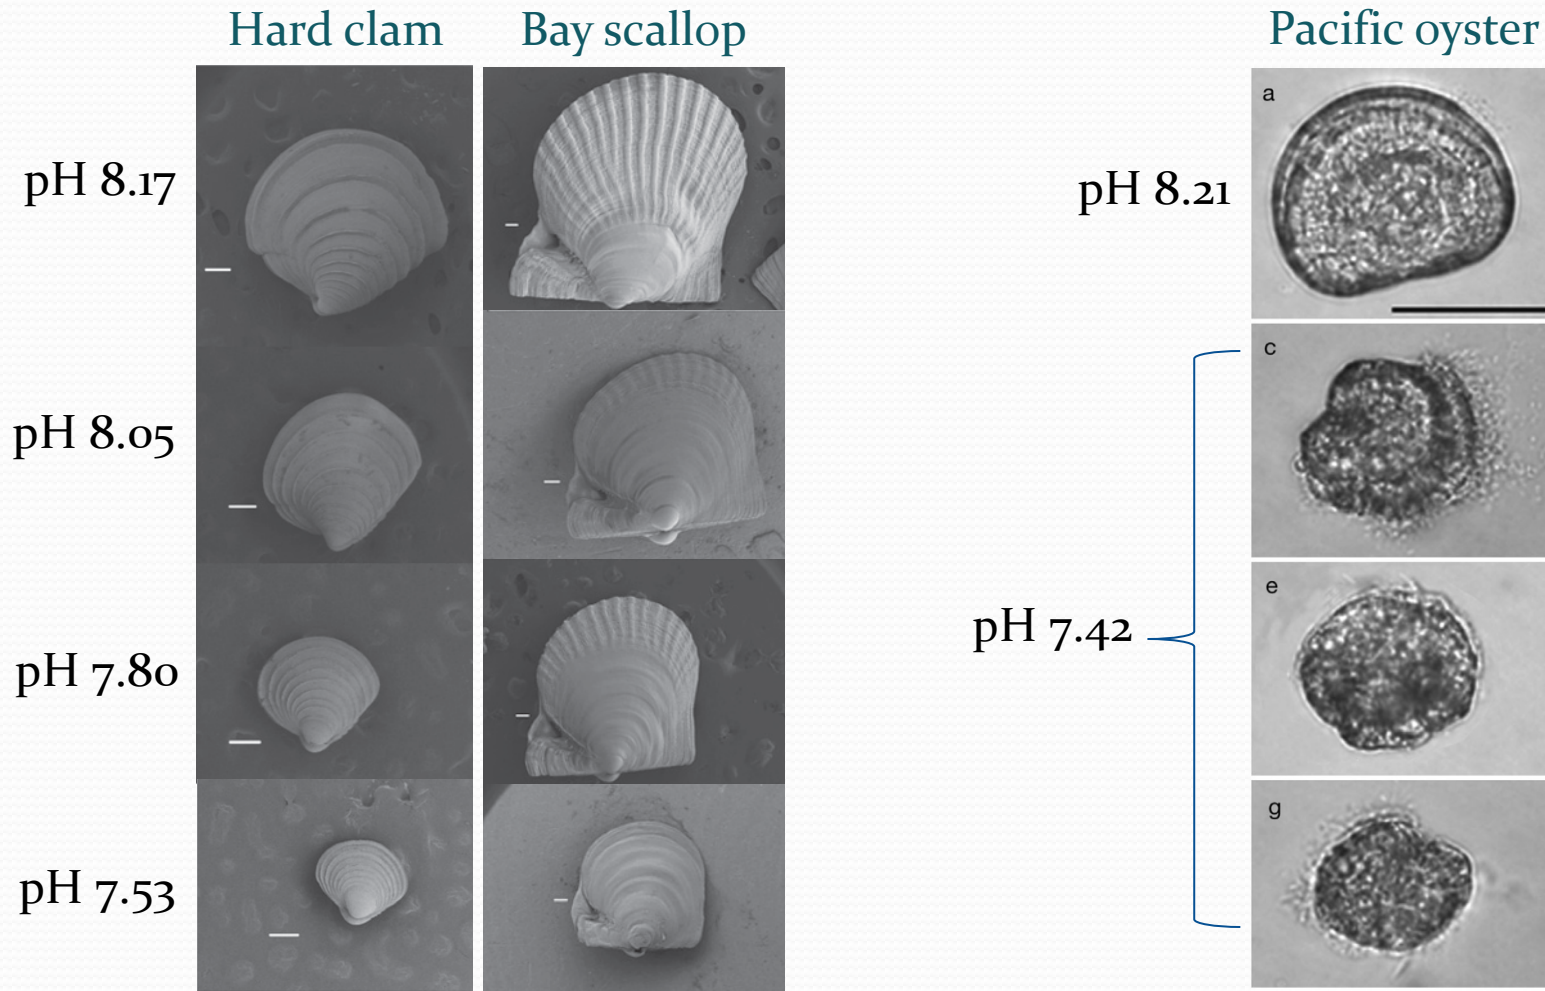 Hard clam
Bay scallop
Pacific oyster
pH 8.17
pH 8.05
pH 7.80
pH 7.53
pH 8.21
pH 7.42
a
c
e
g